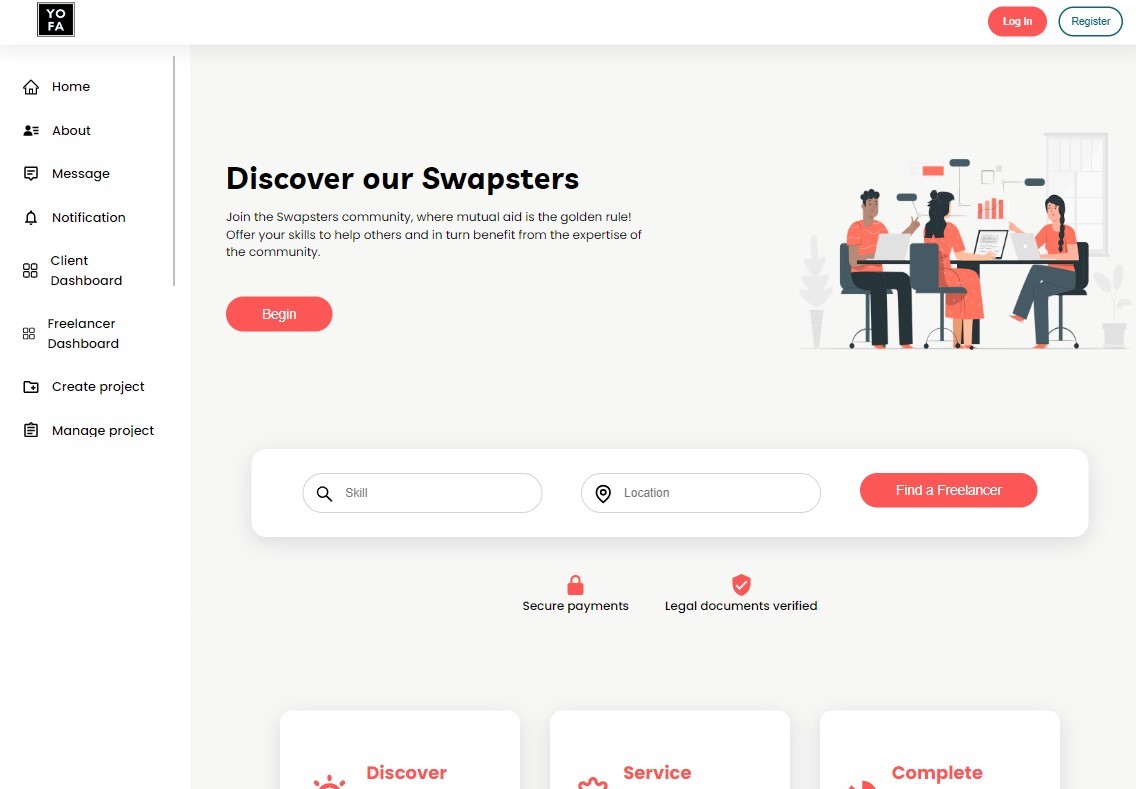 YO
FA
Log In
Register
Home
About
Message
Notification
Client
Dashboard
Freelancer
Dashboard
Create project
Manage project
Discover our Swapsters
Join the Swapsters community, where mutual aid is the golden rule!
Offer your skills to help others and in turn benefit from the expertise of
the community.
Begin
Skill
Location
Find a Freelancer
Secure payments
Legal documents verified
Discover
Service
Complete